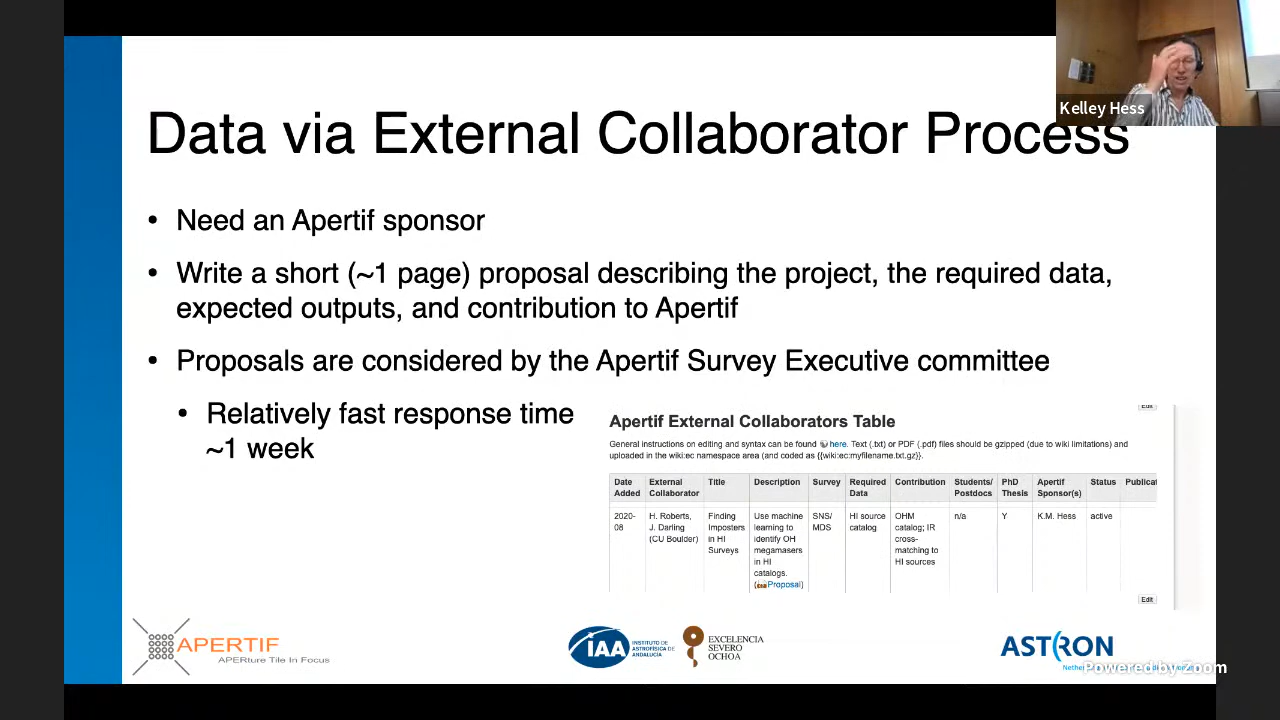 Kelley Hess
Data via External Collaborator Process
• Need an Apertif sponsor
• Write a short (~1 page) proposal describing the project, the required data,
expected outputs, and contribution to Apertif
• Proposals are considered by the Apertif Survey Executive committee
• Relatively fast response time
~1 week
Edit
Apertif External Collaborators Table
General instructions on editing and syntax can be found here. Text (.txt) or PDF (.pdf) files should be gzipped (due to wiki limitations) and
uploaded in the wiki:ec namespace area (and coded as {{wiki:ec:myfilename.txt.gz}}.
Date Added External Collaborator Title Description Survey Required Data Contribution Students/ Postdocs PhD Thesis Apertif Sponsor(s) Status Publicat
2020-08 H. Roberts, J. Darling (CU Boulder) Finding Imposters in HI Surveys Use machine learning to identify OH megamasers in HI catalogs. (Proposal) SNS/ MDS HI source catalog OHM catalog; IR cross-matching to HI sources n/a Y K.M. Hess active
Edit
APERTIF
APERture Tile In Focus
IAA
INSTITUTO DE
ASTROFÍSICA DE
ANDALUCÍA
EXCELENCIA
SEVERO
OCHOA
ASTRON
Powered by Zoom